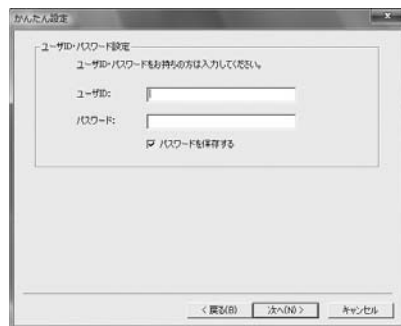 かんたん設定
ユーザID・パスワード設定
ユーザID・パスワードをお持ちの方は入力してください。
ユーザID:
パスワード:
パスワードを保存する
< 戻る(B)
次へ(N) >
キャンセル